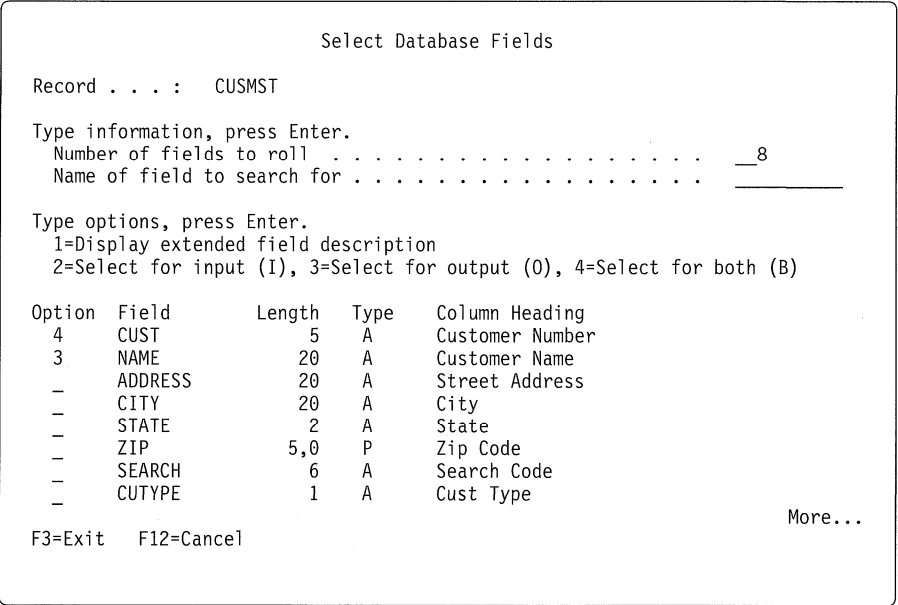 Select Database Fields
Record . . . :   CUSMST
Type information, press Enter.
Number of fields to roll  . . . . . . . . . . . . . . . . . .   __8
Name of field to search for . . . . . . . . . . . . . . . . .   __________
Type options, press Enter.
1=Display extended field description
2=Select for input (I), 3=Select for output (O), 4=Select for both (B)
Option  Field  Length  Type  Column Heading
4  CUST  5  A  Customer Number
3  NAME  20  A  Customer Name
_  ADDRESS  20  A  Street Address
_  CITY  20  A  City
_  STATE  2  A  State
_  ZIP  5,0  P  Zip Code
_  SEARCH  6  A  Search Code
_  CUTYPE  1  A  Cust Type
More...
F3=Exit   F12=Cancel